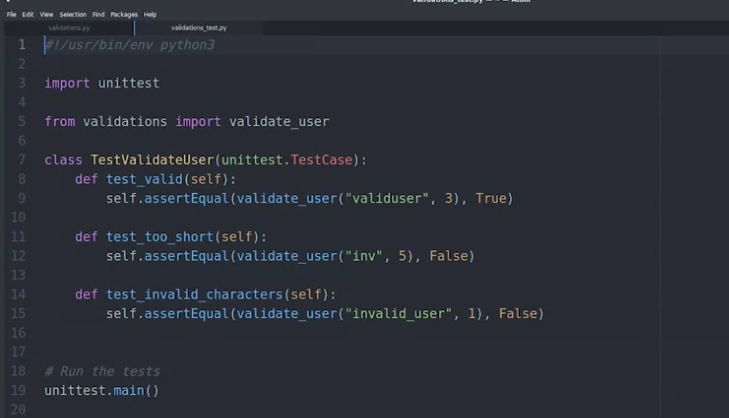 File Edit View Selection Find Packages Help
validations.py validations_test.py
1 #!/usr/bin/env python3
2
3 import unittest
4
5 from validations import validate_user
6
7 class TestValidateUser(unittest.TestCase):
8 def test_valid(self):
9 self.assertEqual(validate_user("validuser", 3), True)
10
11 def test_too_short(self):
12 self.assertEqual(validate_user("inv", 5), False)
13
14 def test_invalid_characters(self):
15 self.assertEqual(validate_user("invalid_user", 1), False)
16
17
18 # Run the tests
19 unittest.main()
20